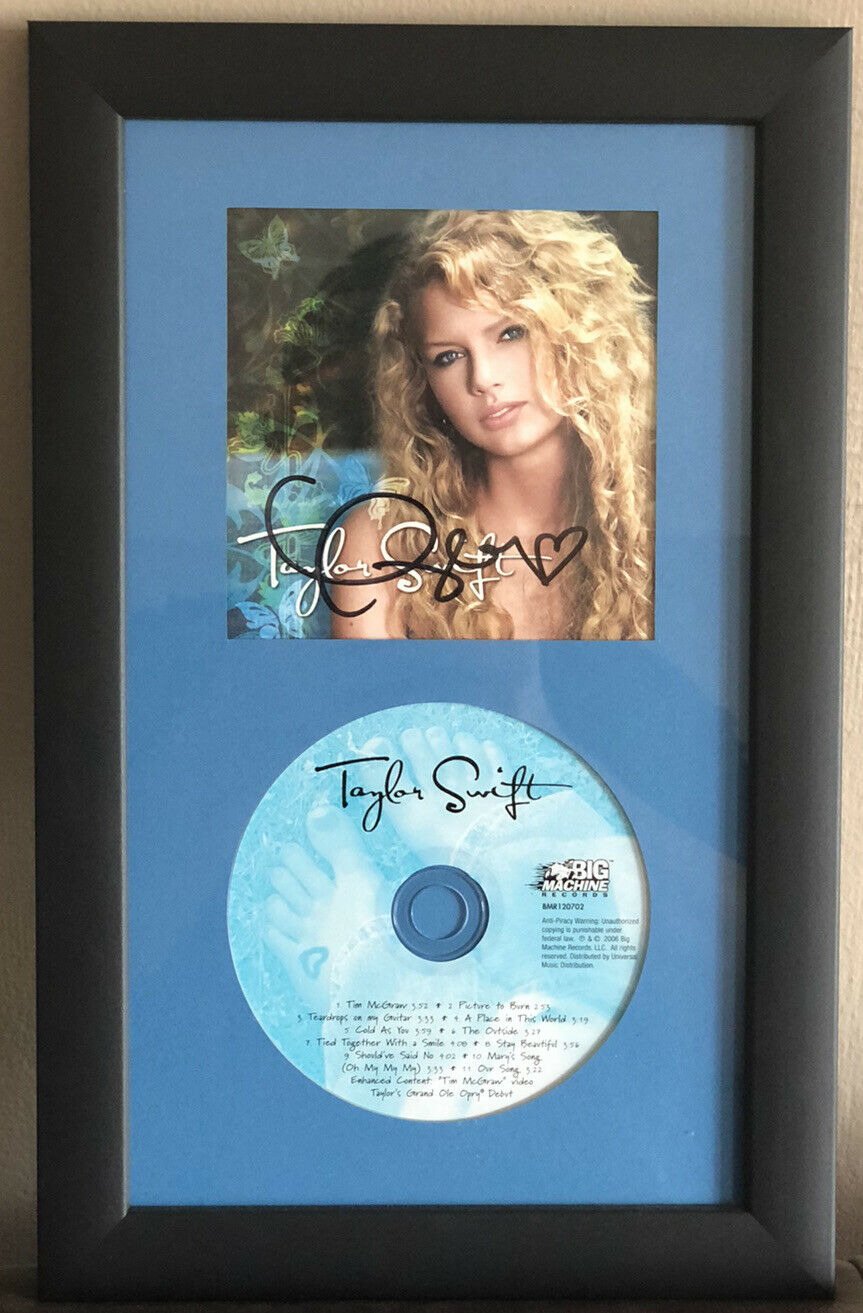 Taylor Swift
Taylor Swift
BIG
MACHINE
RECORDS
BMR120702
Anti-Piracy Warning: Unauthorized
copying is punishable under
federal law. ℗ & © 2006 Big
Machine Records, LLC. All rights
reserved. Distributed by Universal
Music Distribution.
1. Tim McGraw 3:52 * 2. Picture to Burn 2:53
3. Teardrops on my Guitar 3:33 * 4. A Place in This World 3:19
5. Cold As You 3:59 * 6. The Outside 3:27
7. Tied Together With a Smile 4:08 * 8. Stay Beautiful 3:56
9. Should've Said No 4:02 * 10. Mary's Song
(Oh My My My) 3:33 * 11. Our Song 3:22
Enhanced Content: "Tim McGraw" video
Taylor's Grand Ole Opry® Debut